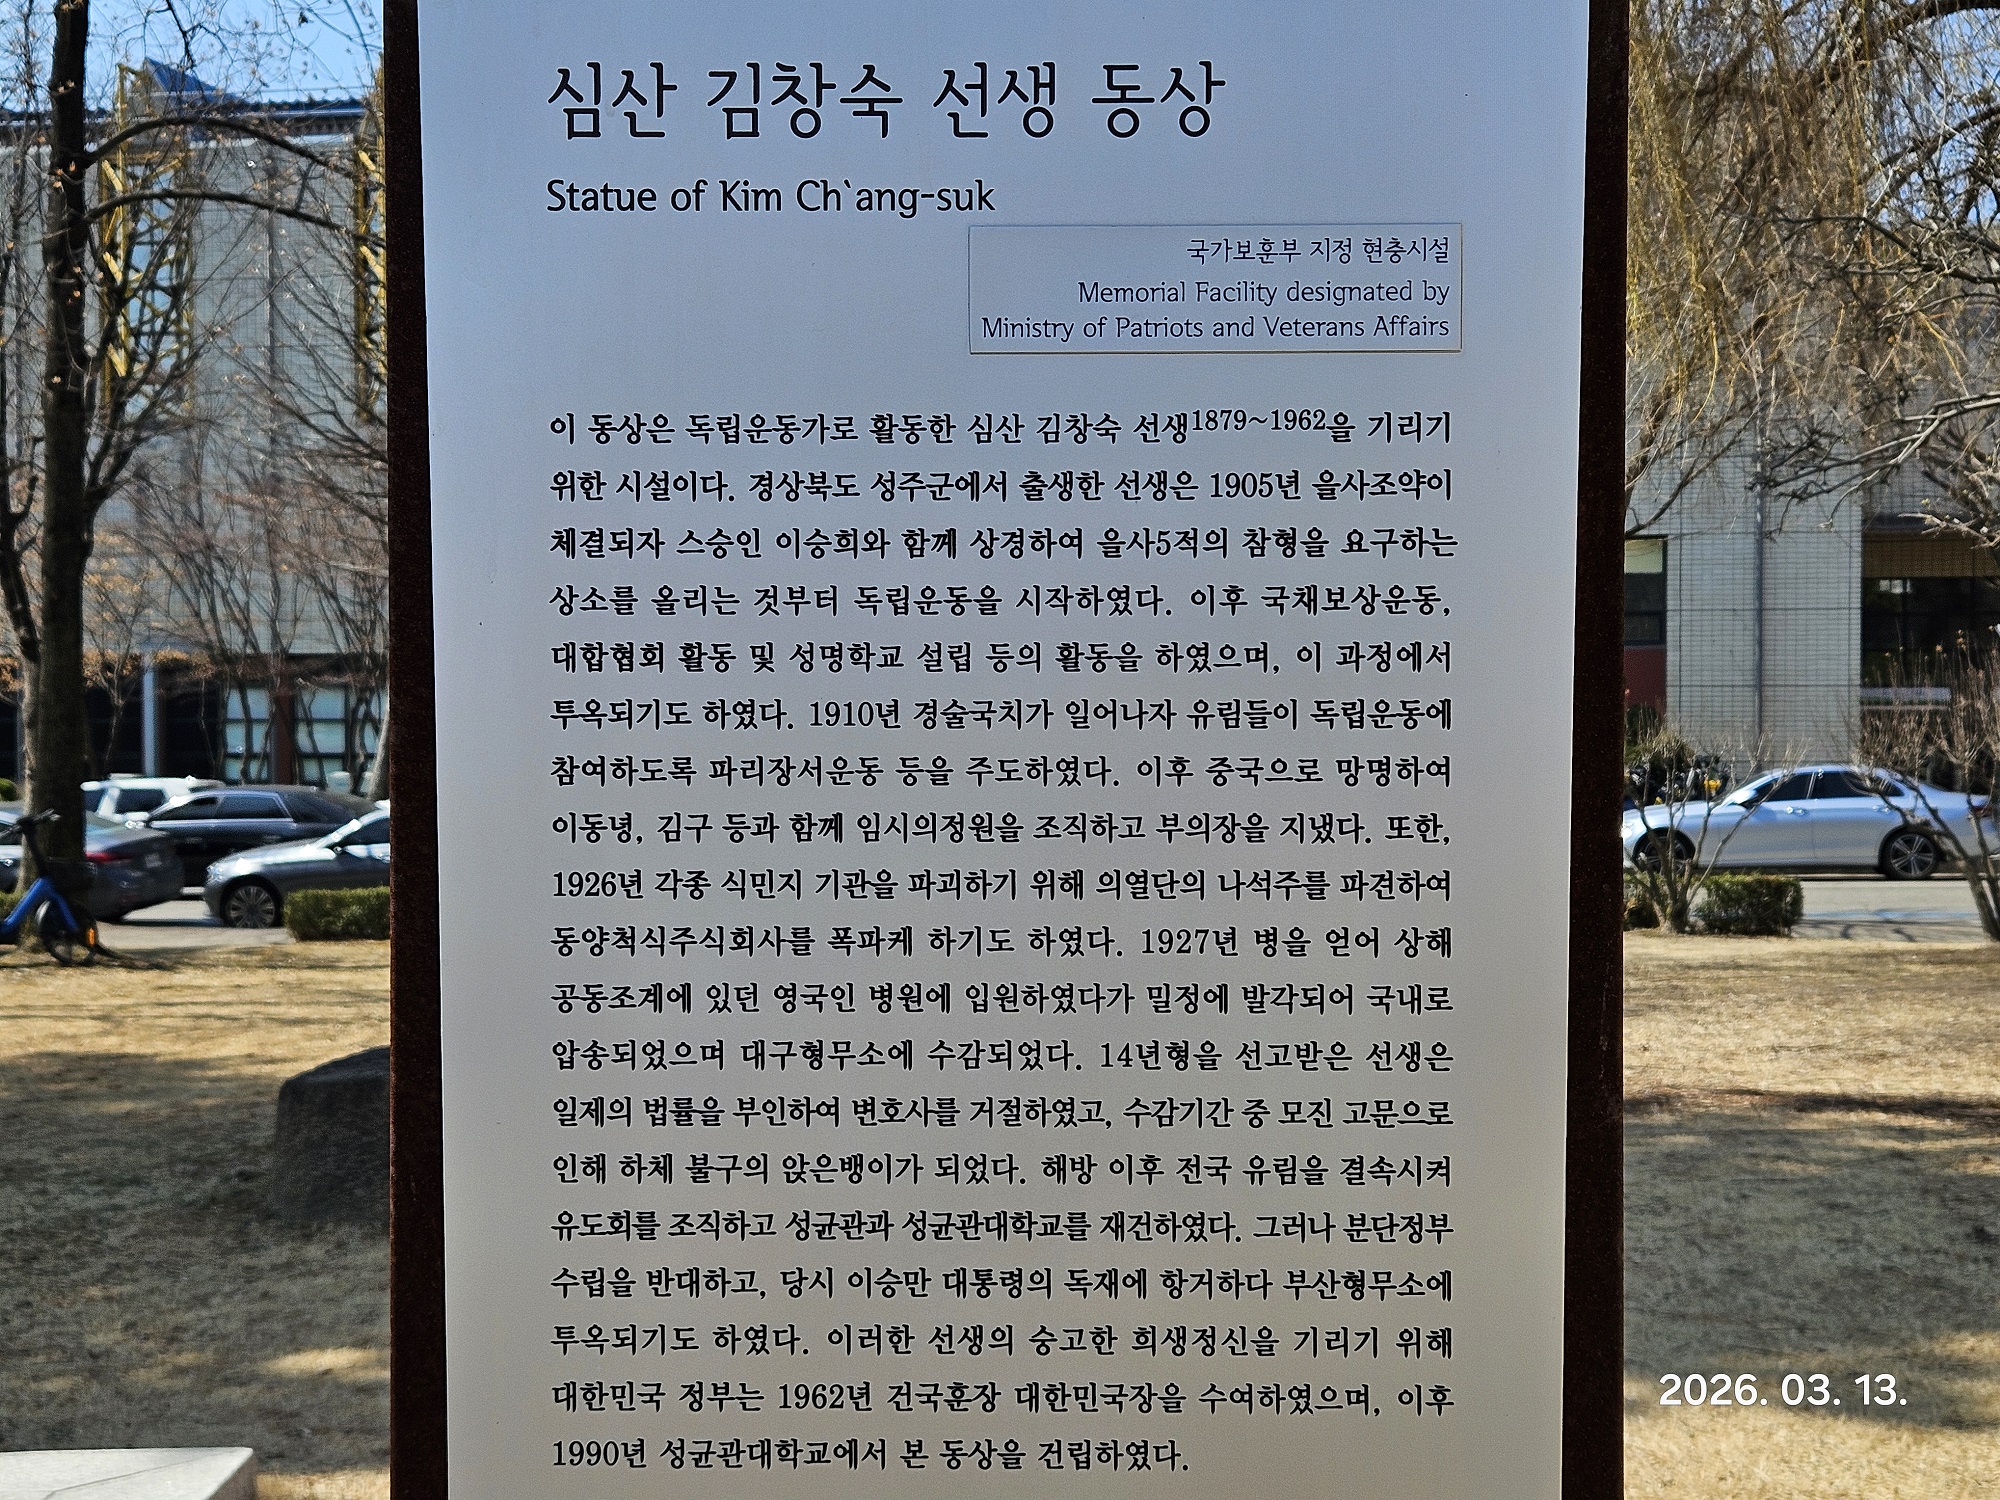 심산 김창숙 선생 동상
Statue of Kim Ch`ang-suk
국가보훈부 지정 현충시설
Memorial Facility designated by
Ministry of Patriots and Veterans Affairs
이 동상은 독립운동가로 활동한 심산 김창숙 선생1879~1962을 기리기
위한 시설이다. 경상북도 성주군에서 출생한 선생은 1905년 을사조약이
체결되자 스승인 이승희와 함께 상경하여 을사5적의 참형을 요구하는
상소를 올리는 것부터 독립운동을 시작하였다. 이후 국채보상운동,
대합협회 활동 및 성명학교 설립 등의 활동을 하였으며, 이 과정에서
투옥되기도 하였다. 1910년 경술국치가 일어나자 유림들이 독립운동에
참여하도록 파리장서운동 등을 주도하였다. 이후 중국으로 망명하여
이동녕, 김구 등과 함께 임시의정원을 조직하고 부의장을 지냈다. 또한,
1926년 각종 식민지 기관을 파괴하기 위해 의열단의 나석주를 파견하여
동양척식주식회사를 폭파케 하기도 하였다. 1927년 병을 얻어 상해
공동조계에 있던 영국인 병원에 입원하였다가 밀정에 발각되어 국내로
압송되었으며 대구형무소에 수감되었다. 14년형을 선고받은 선생은
일제의 법률을 부인하여 변호사를 거절하였고, 수감기간 중 모진 고문으로
인해 하체 불구의 앉은뱅이가 되었다. 해방 이후 전국 유림을 결속시켜
유도회를 조직하고 성균관과 성균관대학교를 재건하였다. 그러나 분단정부
수립을 반대하고, 당시 이승만 대통령의 독재에 항거하다 부산형무소에
투옥되기도 하였다. 이러한 선생의 숭고한 희생정신을 기리기 위해
대한민국 정부는 1962년 건국훈장 대한민국장을 수여하였으며, 이후
1990년 성균관대학교에서 본 동상을 건립하였다.
2026. 03. 13.